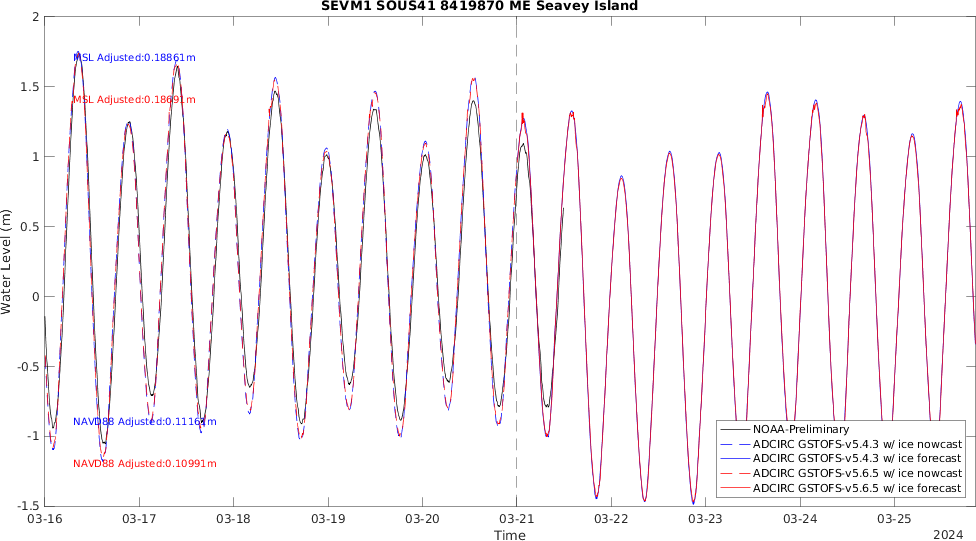 SEVM1 SOUS41 8419870 ME Seavey Island
2
1.5
1
0.5
0
-0.5
-1
-1.5
Water Level (m)
MSL Adjusted:0.18861m
MSL Adjusted:0.18691m
NAVD88 Adjusted:0.11161m
NAVD88 Adjusted:0.10991m
NOAA-Preliminary
ADCIRC GSTOFS-v5.4.3 w/ ice nowcast
ADCIRC GSTOFS-v5.4.3 w/ ice forecast
ADCIRC GSTOFS-v5.6.5 w/ ice nowcast
ADCIRC GSTOFS-v5.6.5 w/ ice forecast
03-16 03-17 03-18 03-19 03-20 03-21 03-22 03-23 03-24 03-25
Time
2024